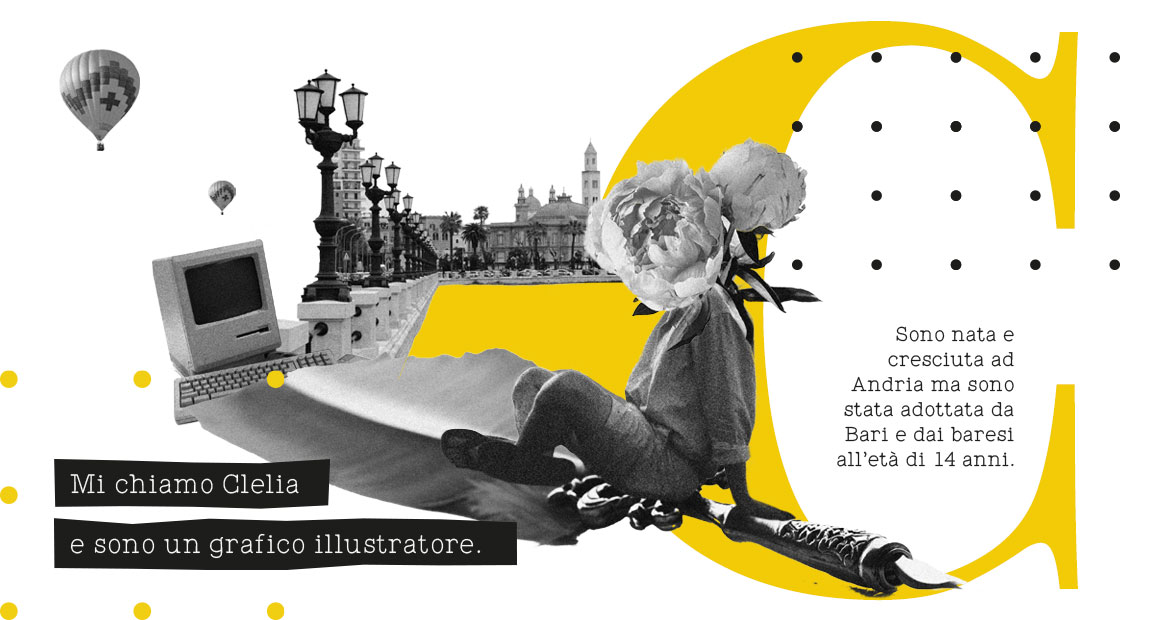 C
Sono nata e
cresciuta ad
Andria ma sono
stata adottata da
Bari e dai baresi
all'età di 14 anni.
Mi chiamo Clelia
e sono un grafico illustratore.